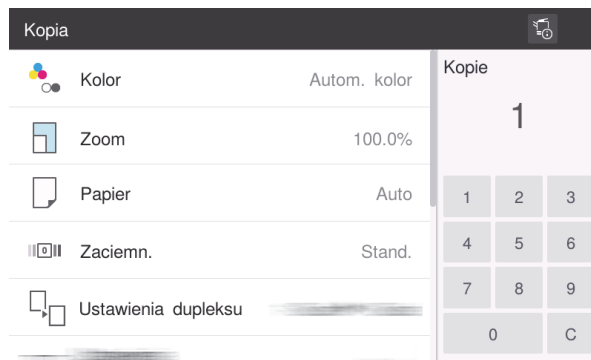 Kopia
Kolor Autom. kolor
Zoom 100.0%
Papier Auto
0 Zaciemn. Stand.
Ustawienia dupleksu
Kopie
1
1 2 3
4 5 6
7 8 9
0 C